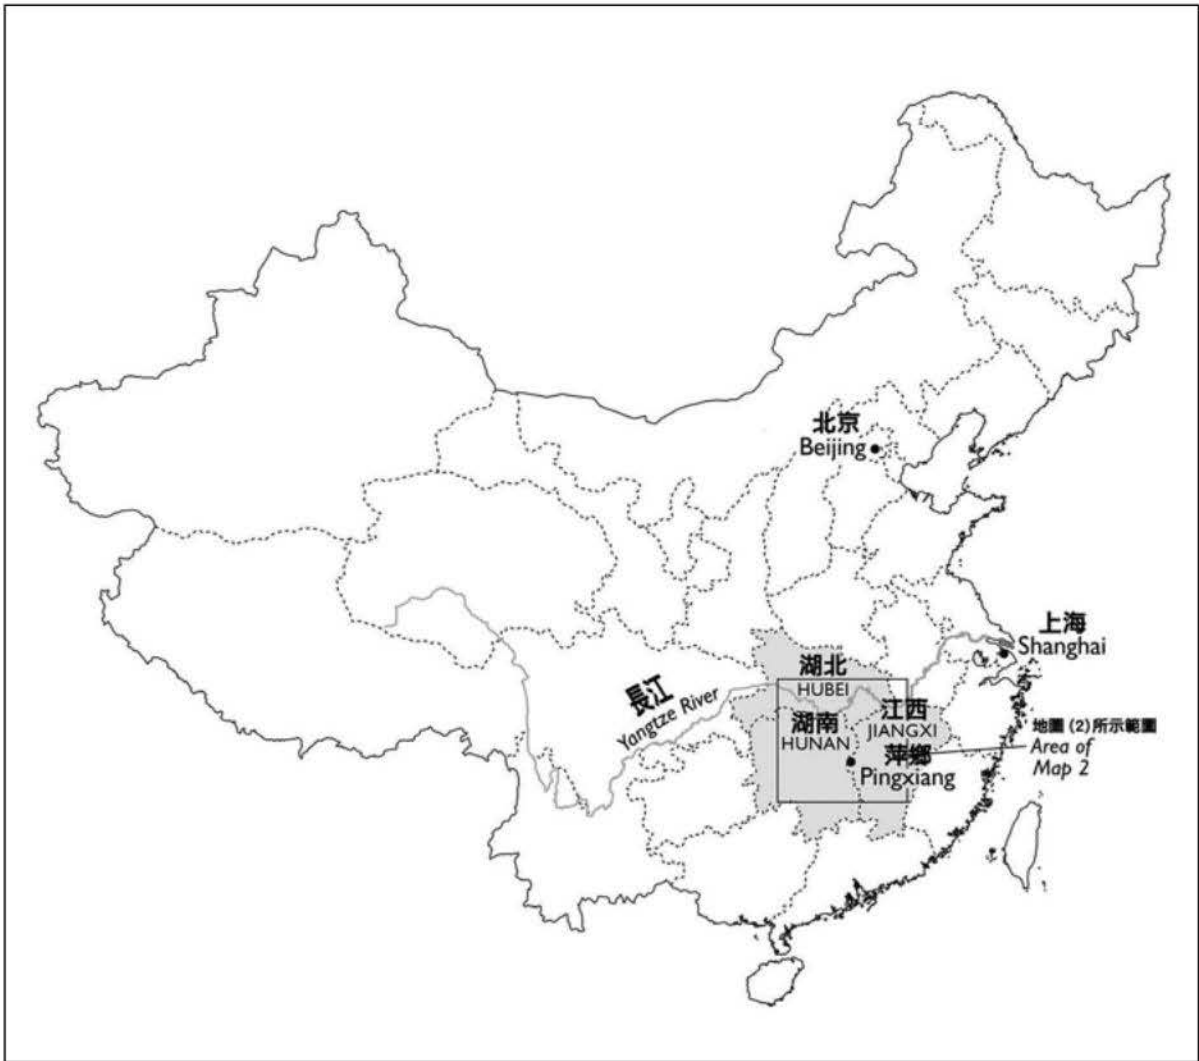 北京
Beijing
上海
Shanghai
湖北
HUBEI
長江
Yangtze River
江西
JIANGXI
湖南
HUNAN
地圖 (2)所示範圍
Area of
Map 2
萍鄉
Pingxiang